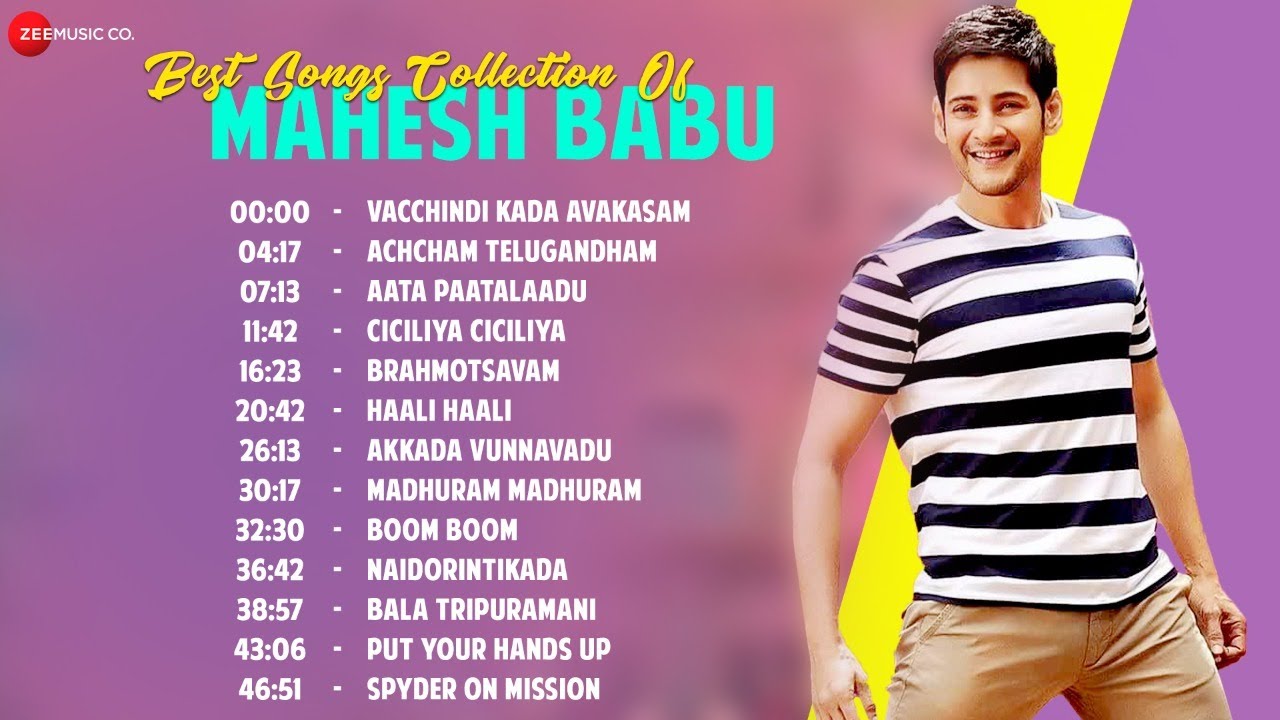 ZEEMUSIC CO.
Best Songs Collection Of
MAHESH BABU
00:00 - VACCHINDI KADA AVAKASAM
04:17 - ACHCHAM TELUGANDHAM
07:13 - AATA PAATALAADU
11:42 - CICILIYA CICILIYA
16:23 - BRAHMOTSAVAM
20:42 - HAALI HAALI
26:13 - AKKADA VUNNAVADU
30:17 - MADHURAM MADHURAM
32:30 - BOOM BOOM
36:42 - NAIDORINTIKADA
38:57 - BALA TRIPURAMANI
43:06 - PUT YOUR HANDS UP
46:51 - SPYDER ON MISSION